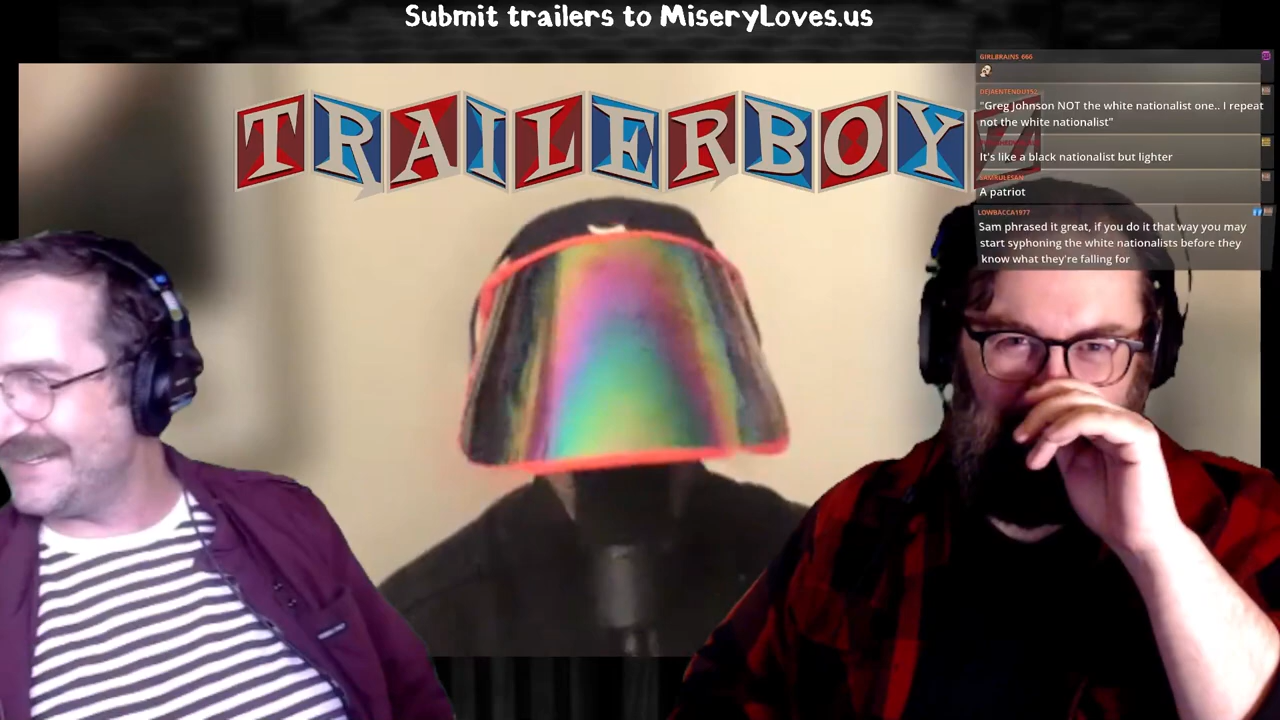 Submit trailers to MiseryLoves.us
TRAILERBOY
GIRLBRAINS_666
"Greg Johnson NOT the white nationalist one.. I repeat
not the white nationalist"
It's like a black nationalist but lighter
A patriot
LOWBACCA1977
Sam phrased it great, if you do it that way you may
start syphoning the white nationalists before they
know what they're falling for